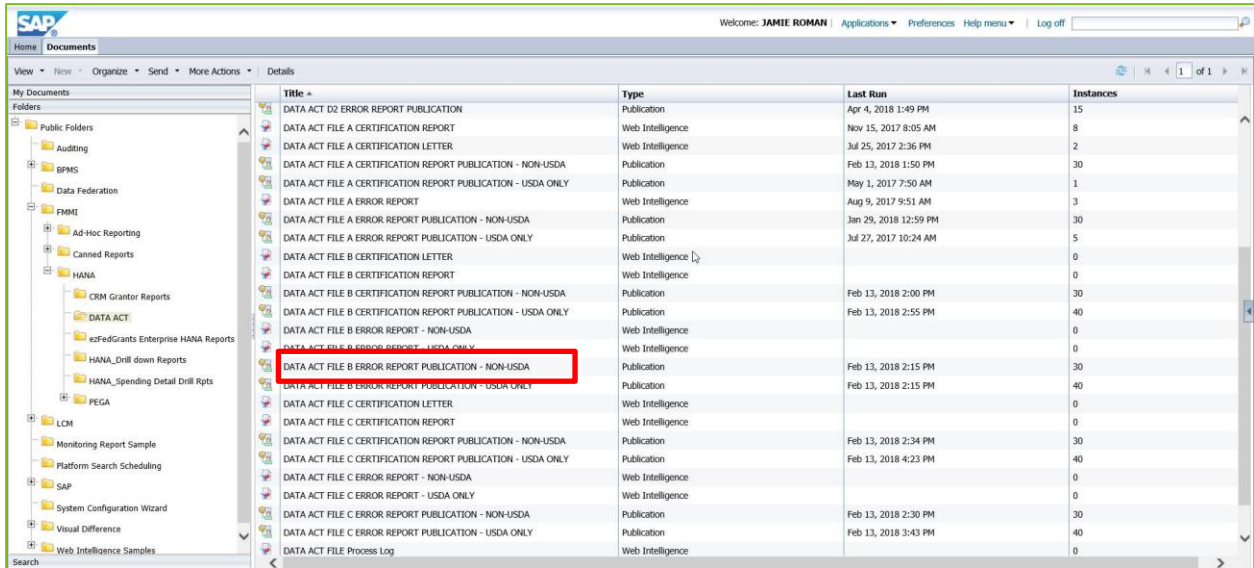 SAP
Welcome: JAMIE ROMAN | Applications Preferences Help menu | Log off
Home Documents
View New Organize Send More Actions Details 1 of 1
My Documents
Folders
Public Folders
Auditing
BPMS
Data Federation
FMMI
Ad-Hoc Reporting
Canned Reports
HANA
CRM Grantor Reports
DATA ACT
ezFedGrants Enterprise HANA Reports
HANA_Drill down Reports
HANA_Spending Detail Drill Rpts
PEGA
LCM
Monitoring Report Sample
Platform Search Scheduling
SAP
System Configuration Wizard
Visual Difference
Web Intelligence Samples
Search
Title Type Last Run Instances
DATA ACT D2 ERROR REPORT PUBLICATION Publication Apr 4, 2018 1:49 PM 15
DATA ACT FILE A CERTIFICATION REPORT Web Intelligence Nov 15, 2017 8:05 AM 8
DATA ACT FILE A CERTIFICATION LETTER Web Intelligence Jul 25, 2017 2:36 PM 2
DATA ACT FILE A CERTIFICATION REPORT PUBLICATION - NON-USDA Publication Feb 13, 2018 1:50 PM 30
DATA ACT FILE A CERTIFICATION REPORT PUBLICATION - USDA ONLY Publication May 1, 2017 7:50 AM 1
DATA ACT FILE A ERROR REPORT Web Intelligence Aug 9, 2017 9:51 AM 3
DATA ACT FILE A ERROR REPORT PUBLICATION - NON-USDA Publication Jan 29, 2018 12:59 PM 30
DATA ACT FILE A ERROR REPORT PUBLICATION - USDA ONLY Publication Jul 27, 2017 10:24 AM 5
DATA ACT FILE B CERTIFICATION LETTER Web Intelligence 0
DATA ACT FILE B CERTIFICATION REPORT Web Intelligence 0
DATA ACT FILE B CERTIFICATION REPORT PUBLICATION - NON-USDA Publication Feb 13, 2018 2:00 PM 30
DATA ACT FILE B CERTIFICATION REPORT PUBLICATION - USDA ONLY Publication Feb 13, 2018 2:55 PM 40
DATA ACT FILE B ERROR REPORT - NON-USDA Web Intelligence 0
DATA ACT FILE B ERROR REPORT - USDA ONLY Web Intelligence 0
DATA ACT FILE B ERROR REPORT PUBLICATION - NON-USDA Publication Feb 13, 2018 2:15 PM 30
DATA ACT FILE B ERROR REPORT PUBLICATION - USDA ONLY Publication Feb 13, 2018 2:15 PM 40
DATA ACT FILE C CERTIFICATION LETTER Web Intelligence 0
DATA ACT FILE C CERTIFICATION REPORT Web Intelligence 0
DATA ACT FILE C CERTIFICATION REPORT PUBLICATION - NON-USDA Publication Feb 13, 2018 2:34 PM 30
DATA ACT FILE C CERTIFICATION REPORT PUBLICATION - USDA ONLY Publication Feb 13, 2018 4:23 PM 40
DATA ACT FILE C ERROR REPORT - NON-USDA Web Intelligence 0
DATA ACT FILE C ERROR REPORT - USDA ONLY Web Intelligence 0
DATA ACT FILE C ERROR REPORT PUBLICATION - NON-USDA Publication Feb 13, 2018 2:30 PM 30
DATA ACT FILE C ERROR REPORT PUBLICATION - USDA ONLY Publication Feb 13, 2018 3:43 PM 40
DATA ACT FILE Process Log Web Intelligence 0